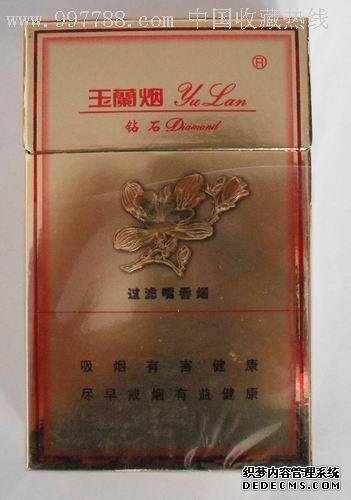 www.997788.com 中国收藏热线
®
玉蘭烟 Yu Lan
钻石 Diamond
过滤嘴香烟
吸烟有害健康
尽早戒烟有益健康
织梦内容管理系统
DEDECMS.COM